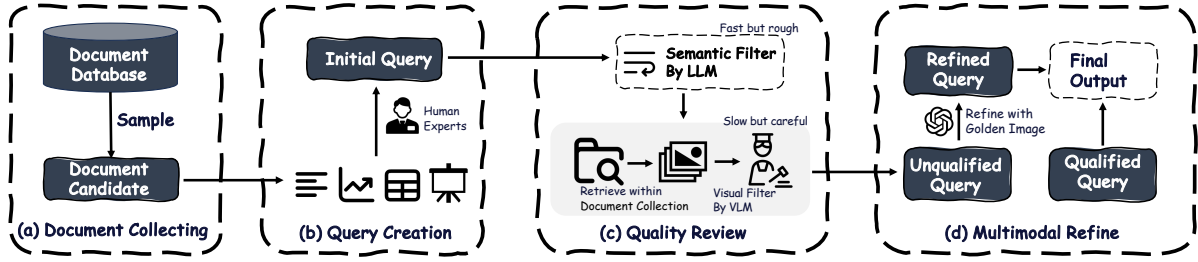 Document
Database
Sample
Document
Candidate
(a) Document Collecting
Initial Query
Human
Experts
(b) Query Creation
Fast but rough
Semantic Filter
By LLM
Slow but careful
Retrieve within
Document Collection
Visual Filter
By VLM
(c) Quality Review
Refined
Query
Final
Output
Refine with
Golden Image
Unqualified
Query
Qualified
Query
(d) Multimodal Refine